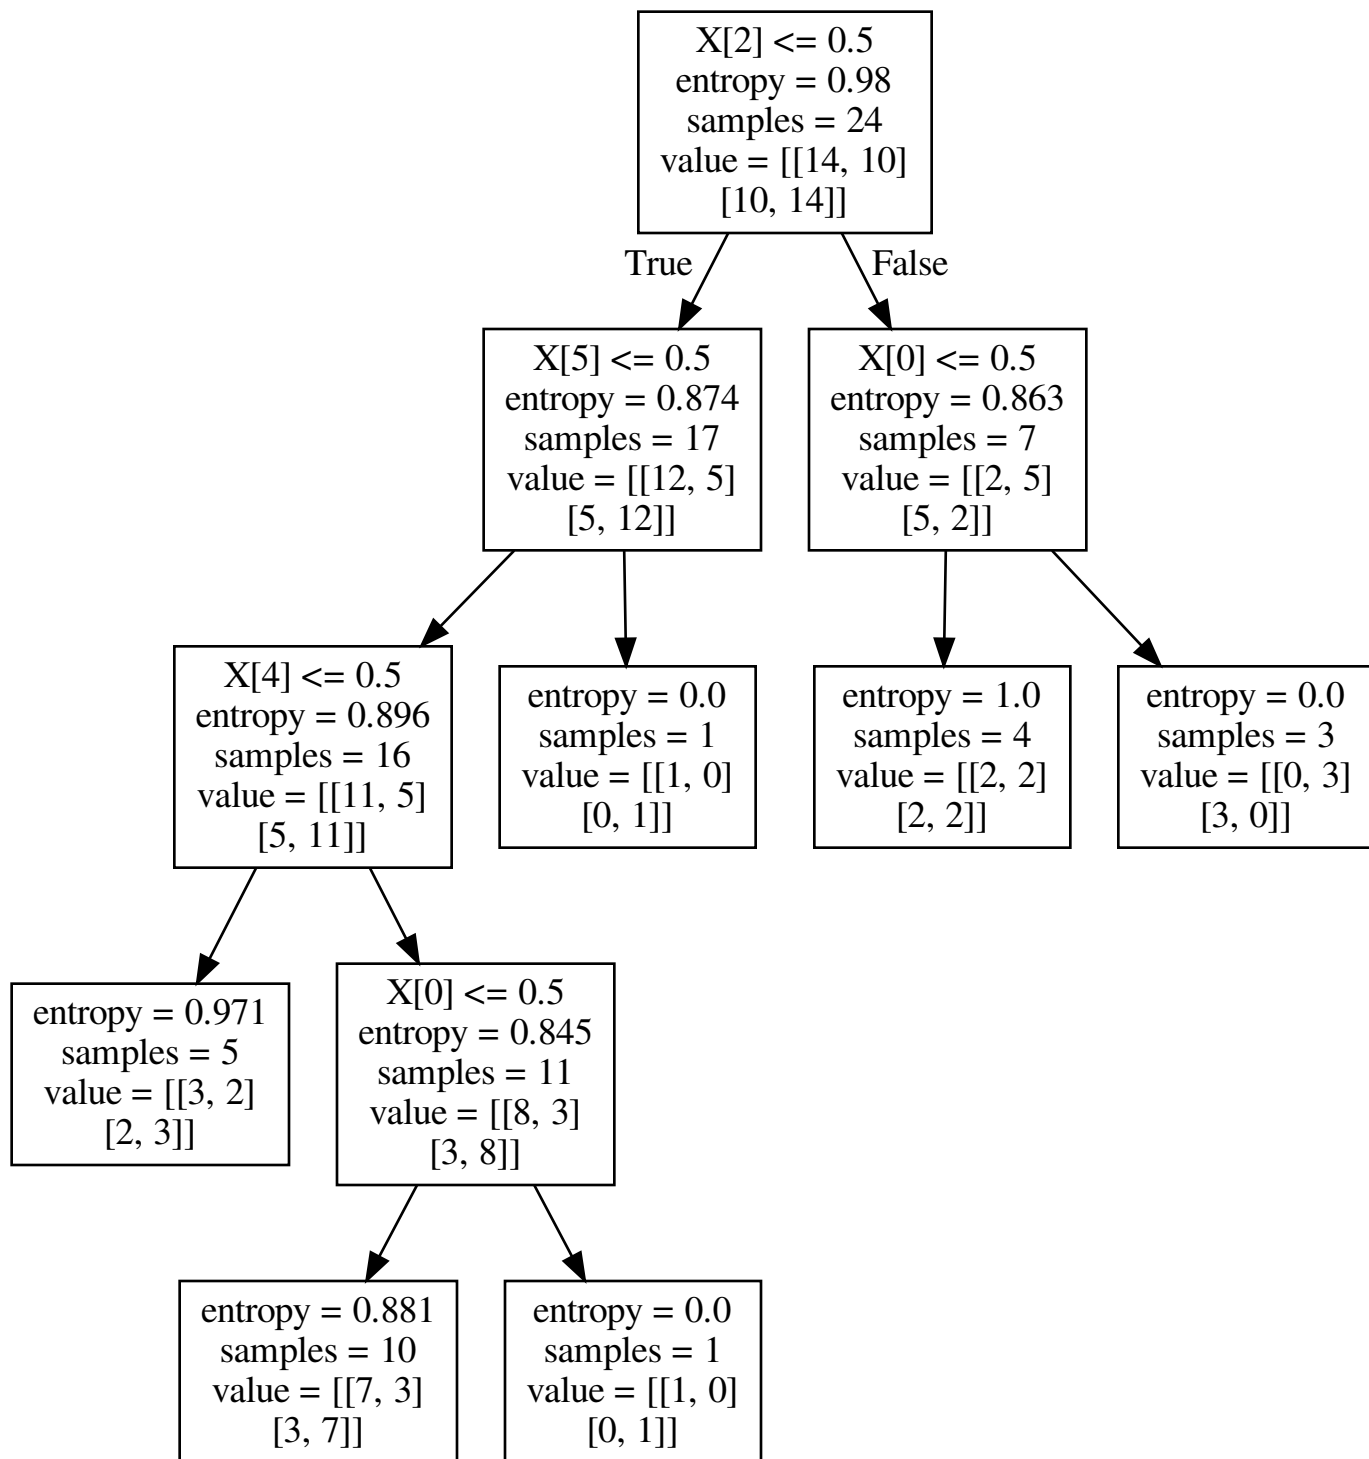 X[2] <= 0.5
entropy = 0.98
samples = 24
value = [[14, 10]
[10, 14]]
True
False
X[5] <= 0.5
entropy = 0.874
samples = 17
value = [[12, 5]
[5, 12]]
X[0] <= 0.5
entropy = 0.863
samples = 7
value = [[2, 5]
[5, 2]]
X[4] <= 0.5
entropy = 0.896
samples = 16
value = [[11, 5]
[5, 11]]
entropy = 0.0
samples = 1
value = [[1, 0]
[0, 1]]
entropy = 1.0
samples = 4
value = [[2, 2]
[2, 2]]
entropy = 0.0
samples = 3
value = [[0, 3]
[3, 0]]
entropy = 0.971
samples = 5
value = [[3, 2]
[2, 3]]
X[0] <= 0.5
entropy = 0.845
samples = 11
value = [[8, 3]
[3, 8]]
entropy = 0.881
samples = 10
value = [[7, 3]
[3, 7]]
entropy = 0.0
samples = 1
value = [[1, 0]
[0, 1]]